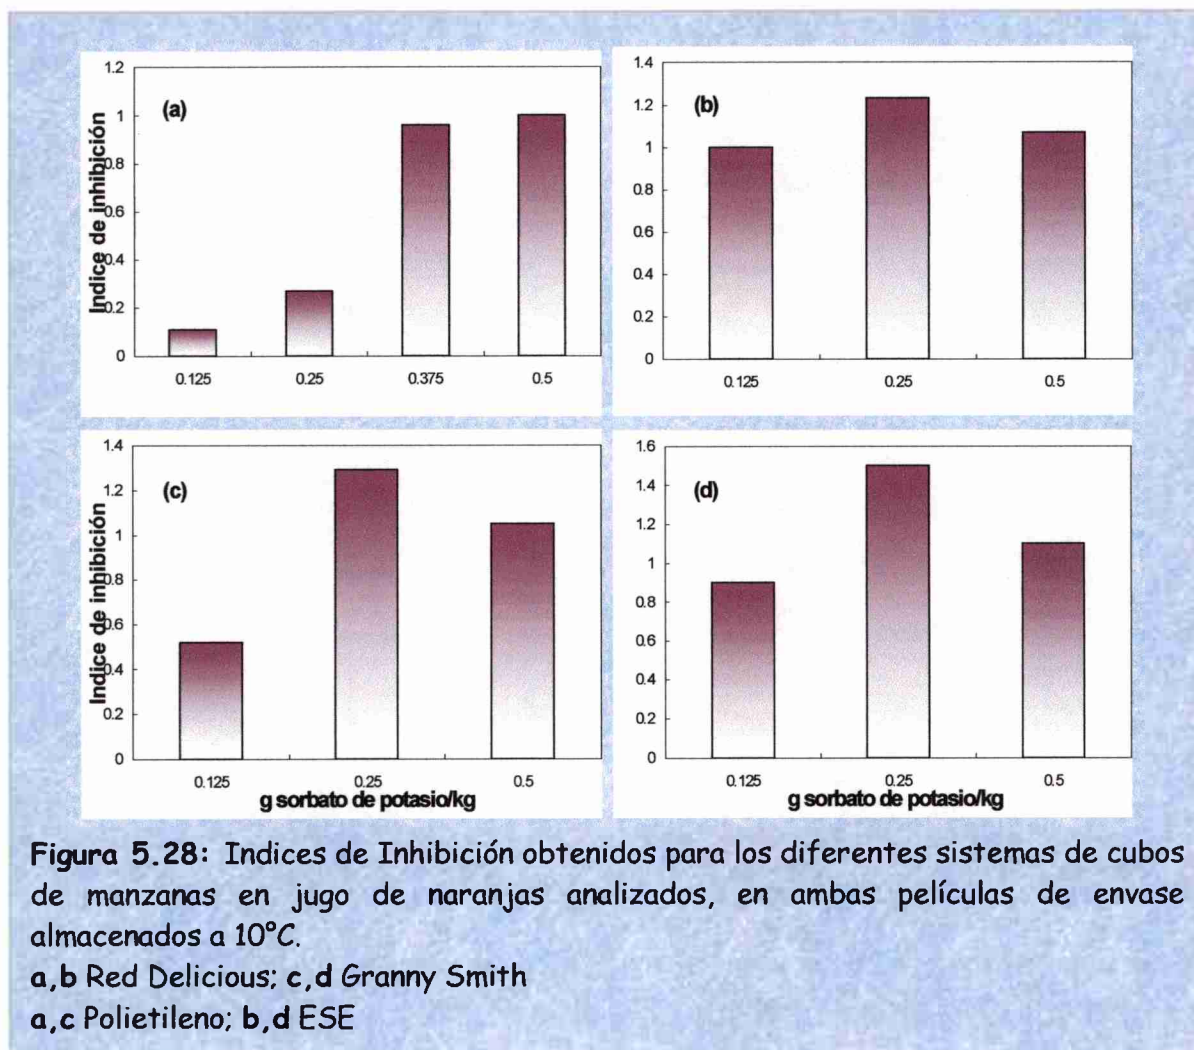 1.2
1
0.8
0.6
0.4
0.2
0
Indice de inhibición
(a)
0.125 0.25 0.375 0.5
1.4
1.2
1
0.8
0.6
0.4
0.2
0
(b)
0.125 0.25 0.5
1.4
1.2
1
0.8
0.6
0.4
0.2
0
Indice de inhibición
(c)
0.125 0.25 0.5
g sorbato de potasio/kg
1.6
1.4
1.2
1
0.8
0.6
0.4
0.2
0
(d)
0.125 0.25 0.5
g sorbato de potasio/kg
Figura 5.28: Indices de Inhibición obtenidos para los diferentes sistemas de cubos
de manzanas en jugo de naranjas analizados, en ambas películas de envase
almacenados a 10°C.
a,b Red Delicious; c,d Granny Smith
a,c Polietileno; b,d ESE